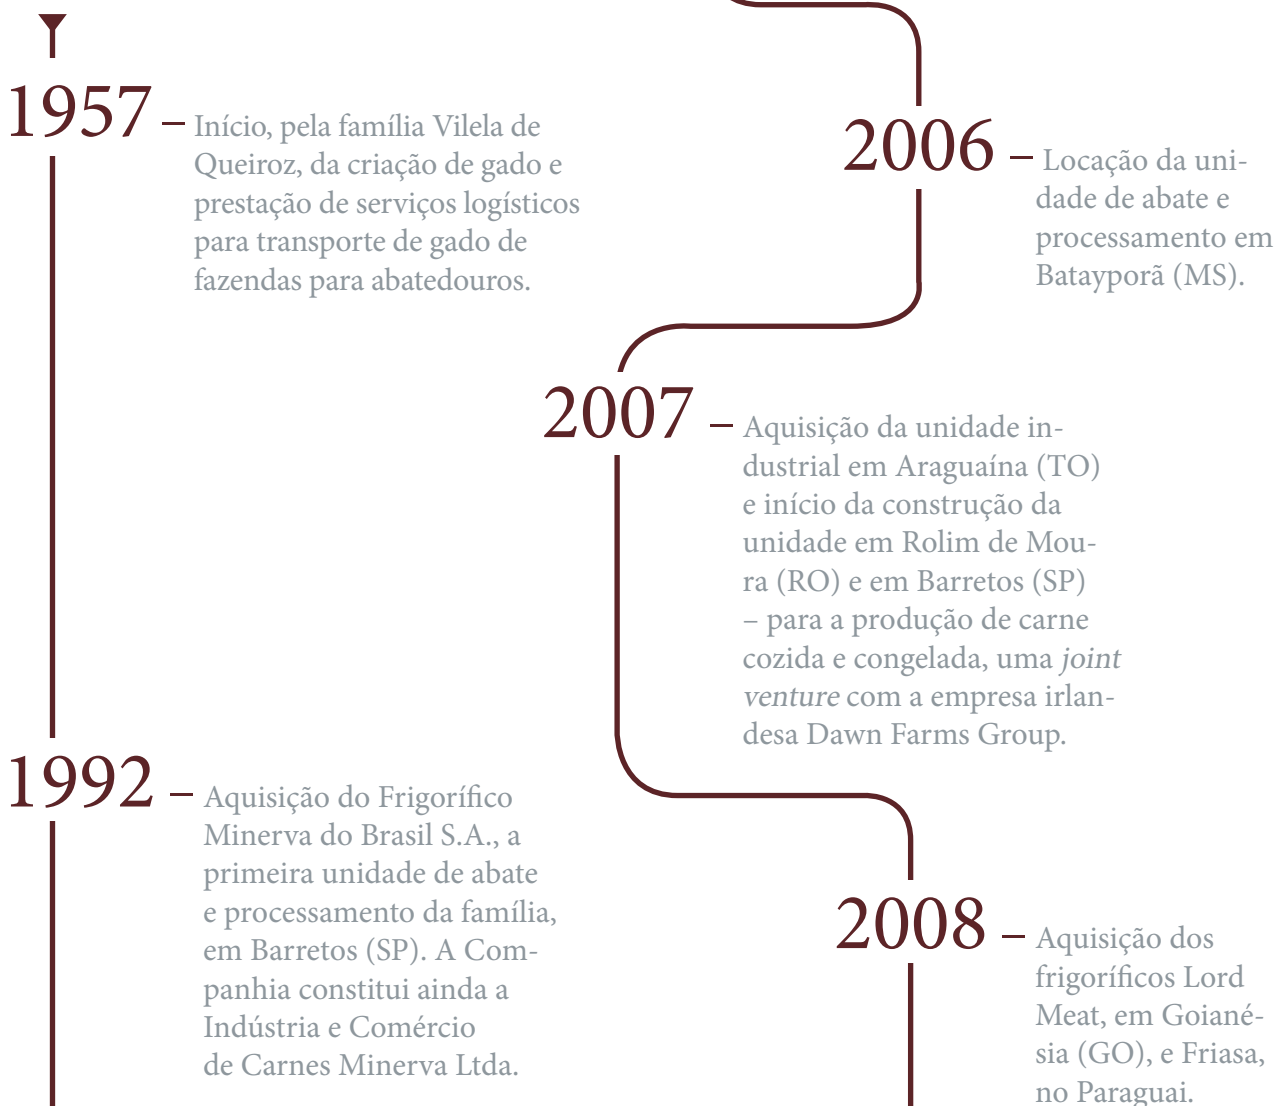 1957 – Início, pela família Vilela de
Queiroz, da criação de gado e
prestação de serviços logísticos
para transporte de gado de
fazendas para abatedouros.
1992 – Aquisição do Frigorífico
Minerva do Brasil S.A., a
primeira unidade de abate
e processamento da família,
em Barretos (SP). A Com-
panhia constitui ainda a
Indústria e Comércio
de Carnes Minerva Ltda.
2006 – Locação da uni-
dade de abate e
processamento em
Batayporã (MS).
2007 – Aquisição da unidade in-
dustrial em Araguaína (TO)
e início da construção da
unidade em Rolim de Mou-
ra (RO) e em Barretos (SP)
– para a produção de carne
cozida e congelada, uma joint
venture com a empresa irlan-
desa Dawn Farms Group.
2008 – Aquisição dos
frigoríficos Lord
Meat, em Goiané-
sia (GO), e Friasa,
no Paraguai.